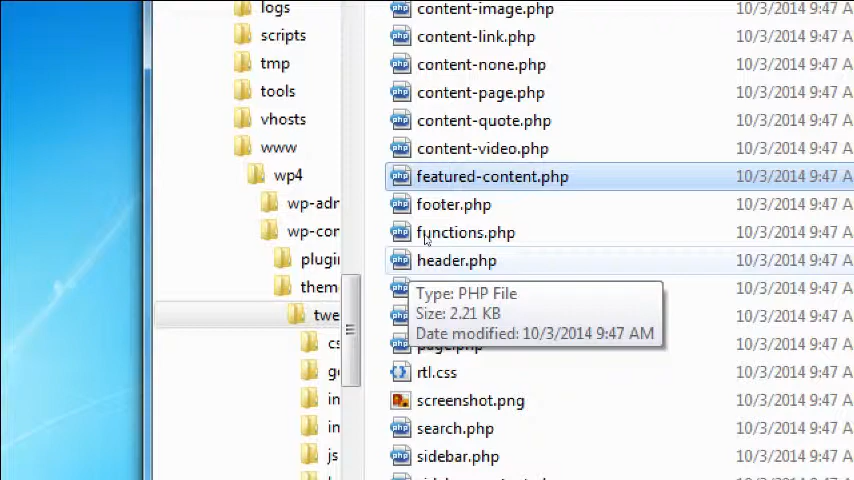 logs
scripts
tmp
tools
vhosts
www
wp4
wp-adn
wp-con
plugi
them
twe
in
in
js
content-image.php 10/3/2014 9:47 A
content-link.php 10/3/2014 9:47 A
content-none.php 10/3/2014 9:47 A
content-page.php 10/3/2014 9:47 A
content-quote.php 10/3/2014 9:47 A
content-video.php 10/3/2014 9:47 A
featured-content.php 10/3/2014 9:47 A
footer.php 10/3/2014 9:47 A
functions.php 10/3/2014 9:47 A
header.php 10/3/2014 9:47 A
10/3/2014 9:47 A
10/3/2014 9:47 A
page.php 10/3/2014 9:47 A
rtl.css 10/3/2014 9:47 A
screenshot.png 10/3/2014 9:47 A
search.php 10/3/2014 9:47 A
sidebar.php 10/3/2014 9:47 A
Type: PHP File
Size: 2.21 KB
Date modified: 10/3/2014 9:47 AM